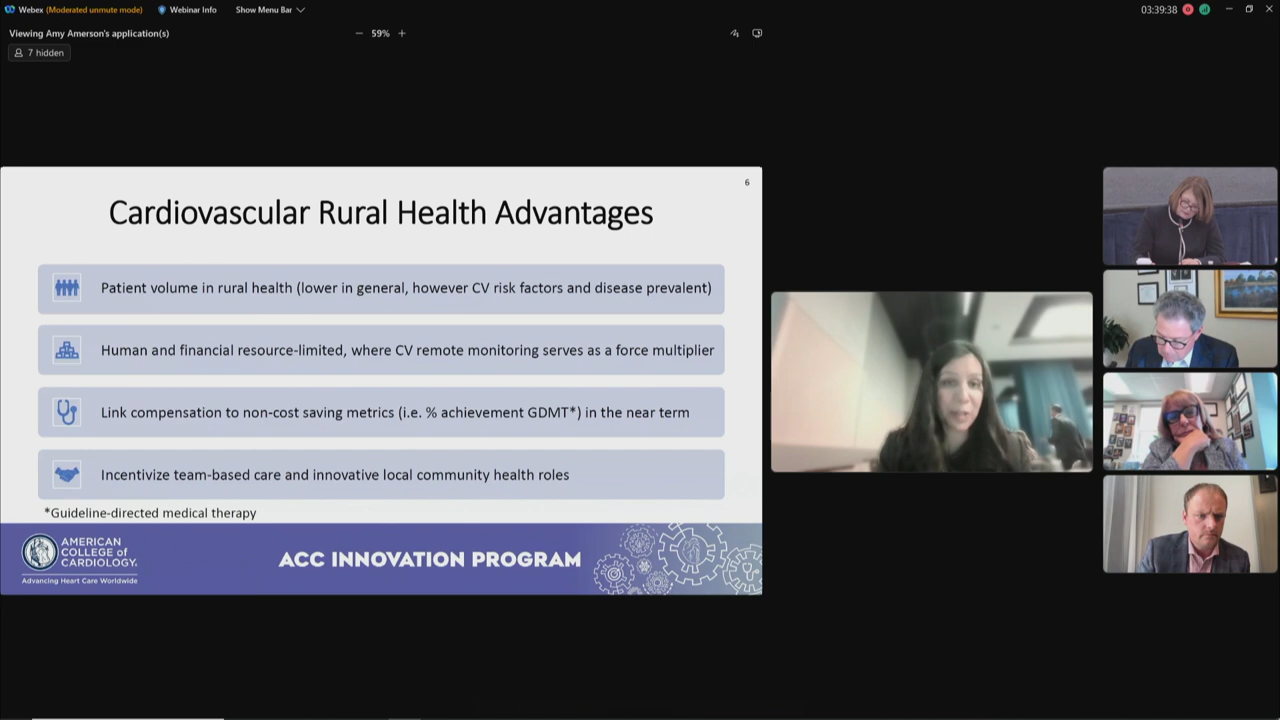 Webex (Moderated unmute mode) Webinar Info Show Menu Bar 03:39:38
Viewing Amy Amerson's application(s) 59%
7 hidden
6
Cardiovascular Rural Health Advantages
Patient volume in rural health (lower in general, however CV risk factors and disease prevalent)
Human and financial resource-limited, where CV remote monitoring serves as a force multiplier
Link compensation to non-cost saving metrics (i.e. % achievement GDMT*) in the near term
Incentivize team-based care and innovative local community health roles
*Guideline-directed medical therapy
AMERICAN
COLLEGE of
CARDIOLOGY.
Advancing Heart Care Worldwide
ACC INNOVATION PROGRAM